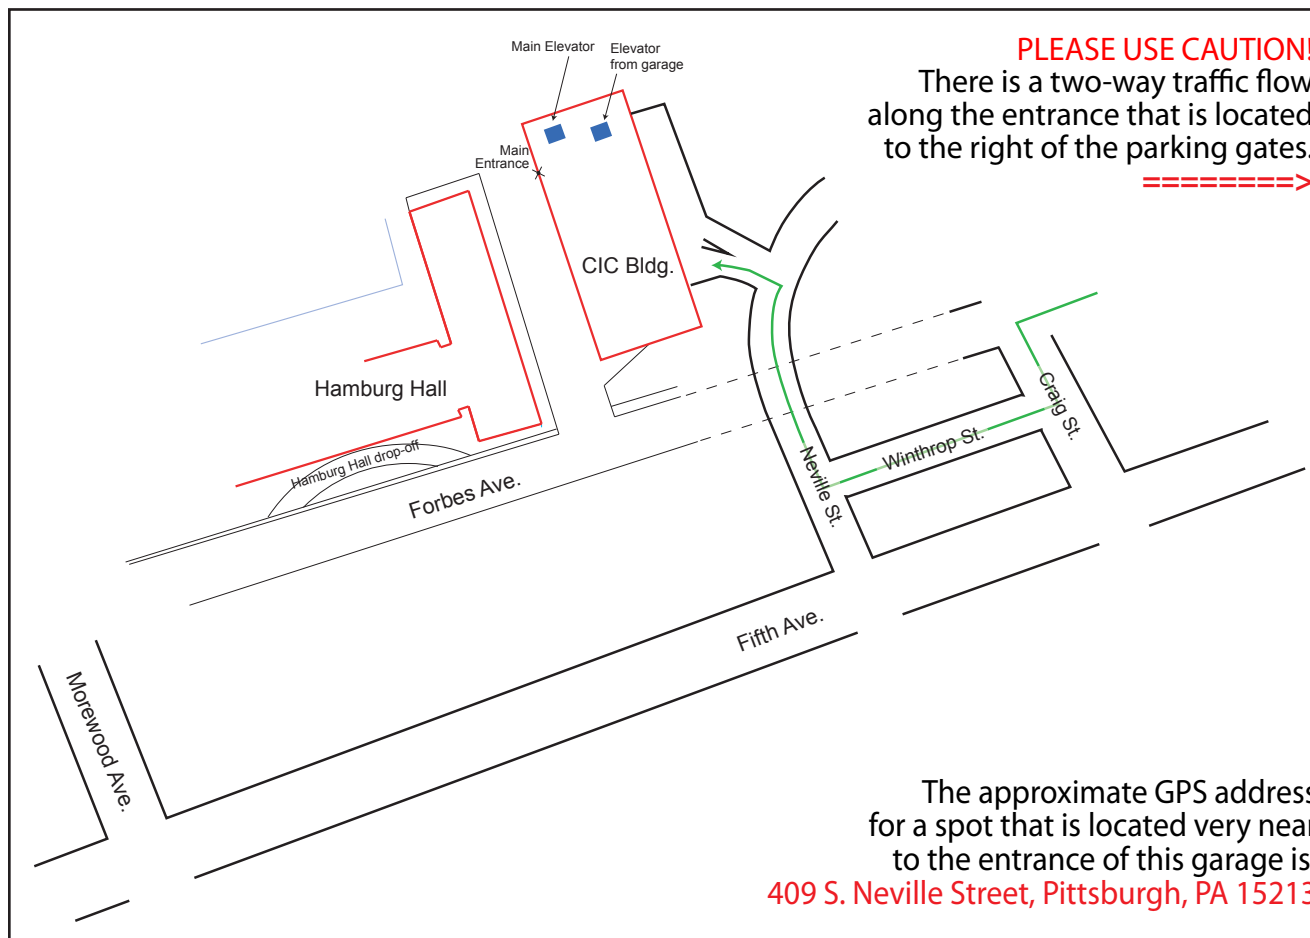 Main Elevator
Elevator
from garage
PLEASE USE CAUTION!
There is a two-way traffic flow
along the entrance that is located
to the right of the parking gates.
========>
Main
Entrance
CIC Bldg.
Hamburg Hall
Craig St.
Winthrop St.
Hamburg Hall drop-off
Forbes Ave.
Neville St.
Fifth Ave.
Morewood Ave.
The approximate GPS address
for a spot that is located very near
to the entrance of this garage is
409 S. Neville Street, Pittsburgh, PA 15213